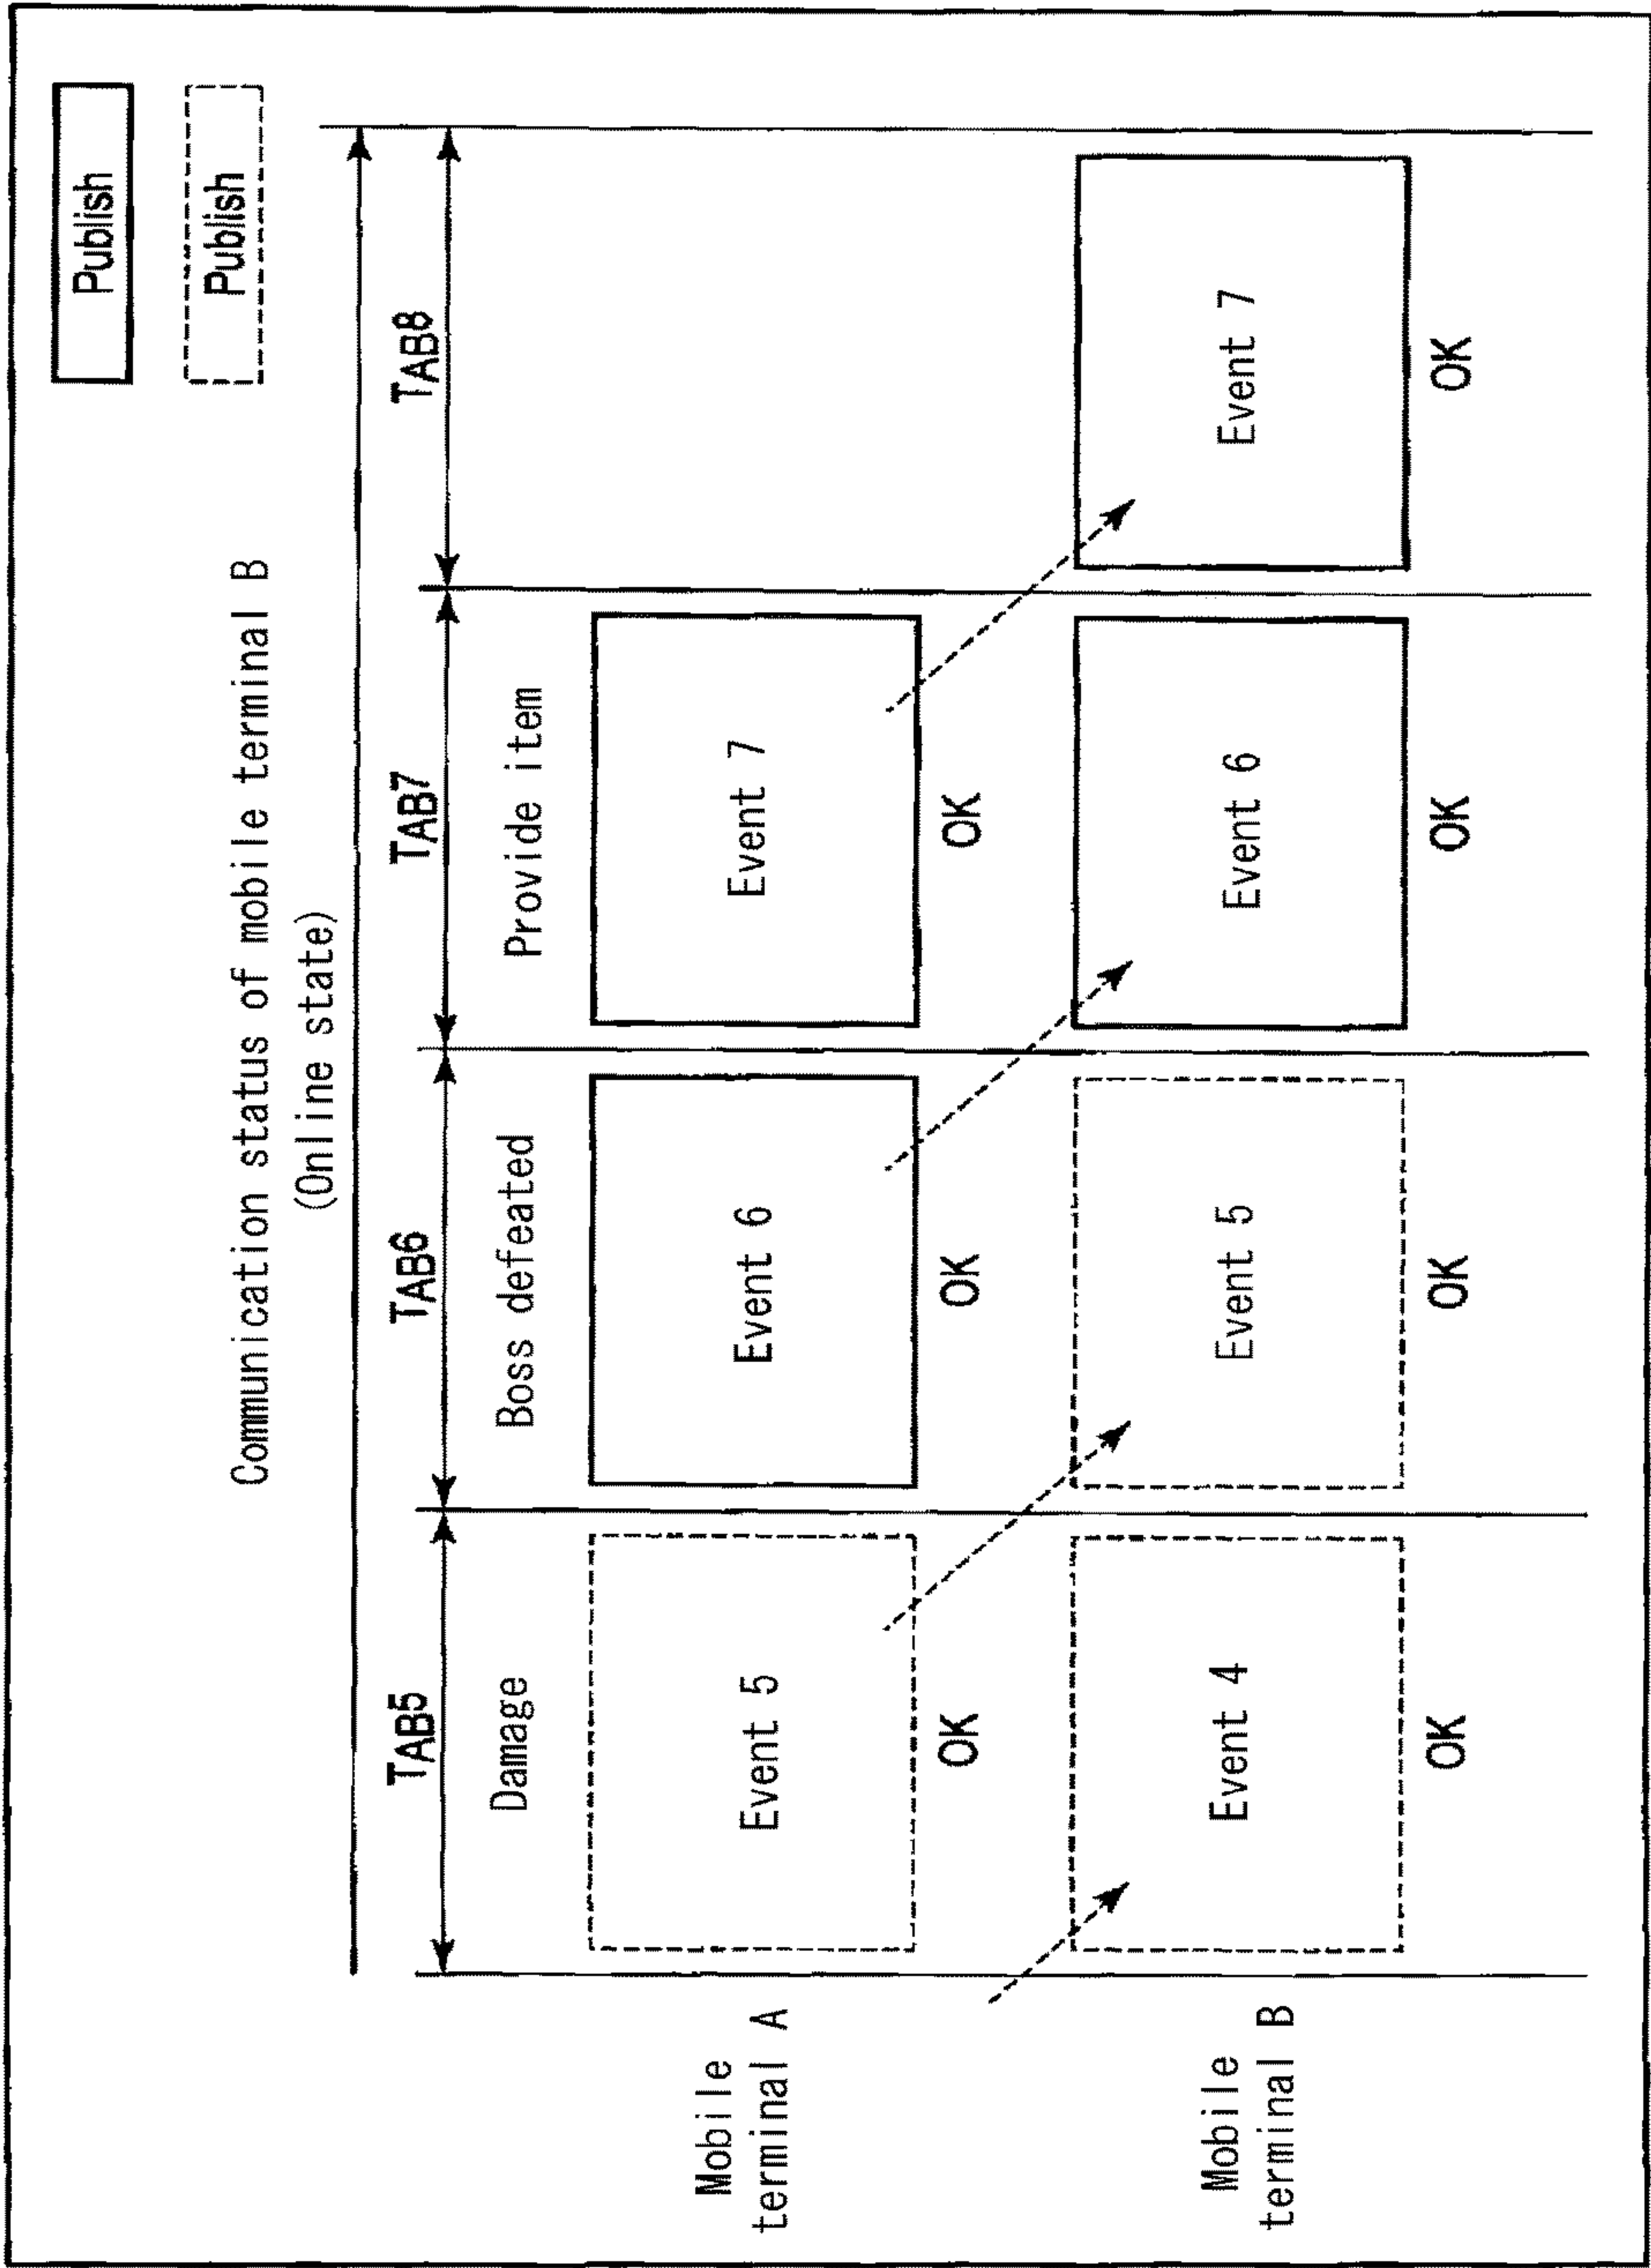 Publish
Publish
Communication status of mobile terminal B
(Online state)
TAB5 TAB6 TAB7 TAB8
Damage Boss defeated Provide item
Mobile
terminal A
Event 5 Event 6 Event 7
OK OK OK
Mobile
terminal B
Event 4 Event 5 Event 6 Event 7
OK OK OK OK